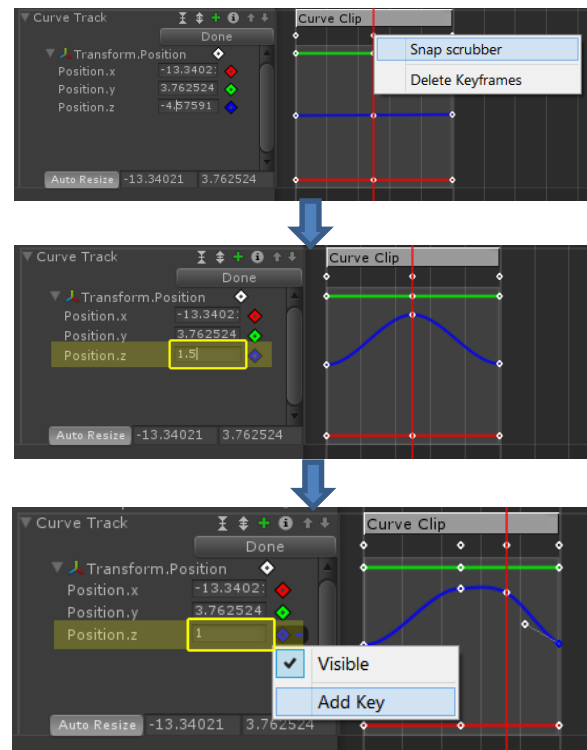 Curve Track
Curve Clip
Done
Snap scrubber
Transform.Position
Position.x -13.3402:
Delete Keyframes
Position.y 3.762524
Position.z -4.57591
Auto Resize -13.34021 3.762524
Curve Track
Curve Clip
Done
Transform.Position
Position.x -13.3402:
Position.y 3.762524
Position.z 1.5
Auto Resize -13.34021 3.762524
Curve Track
Curve Clip
Done
Transform.Position
Position.x -13.3402:
Position.y 3.762524
Position.z 1
Visible
Add Key
Auto Resize -13.34021 3.762524